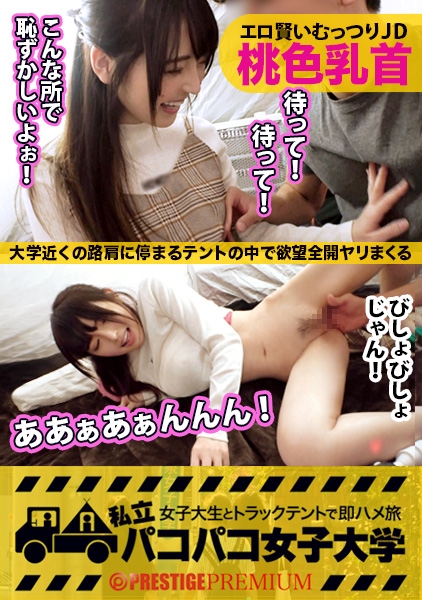 エロ賢いむっつりJD
桃色乳首
こんな所で
恥ずかしいよぉ！
待って！
待って！
大学近くの路肩に停まるテントの中で欲望全開ヤリまくる
びしょびしょ
じゃん！
ああぁあぁんんん！
私立
女子大生とトラックテントで即ハメ旅
パコパコ女子大学
PRESTIGE PREMIUM